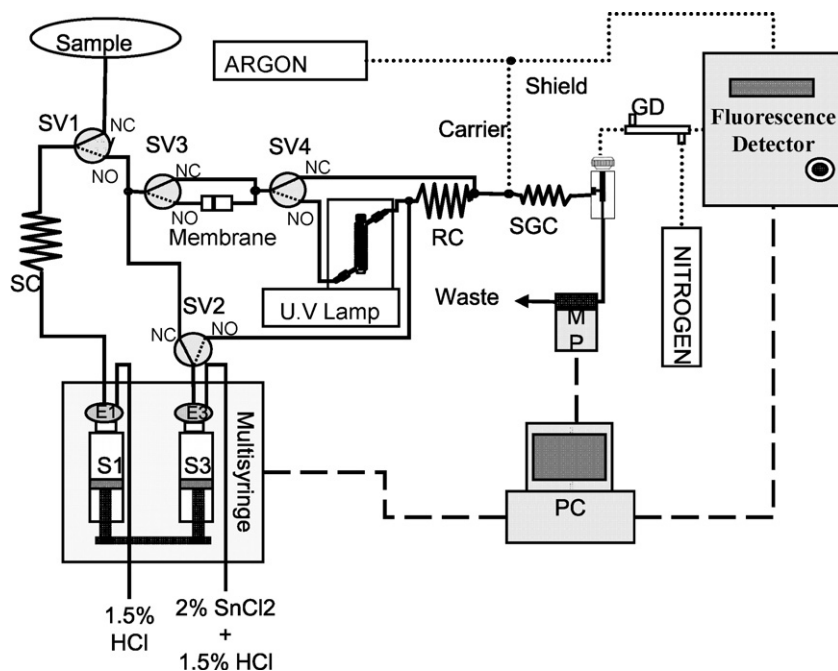 Sample
ARGON
Shield
GD
Fluorescence
Detector
SV1
NC
NO
SV3
NC
NO
Membrane
SV4
NC
NO
Carrier
RC
SGC
SC
U.V Lamp
SV2
NC
NO
Waste
M
P
NITROGEN
E1
E3
S1
S3
Multisyringe
PC
1.5%
HCl
2% SnCl2
+
1.5% HCl